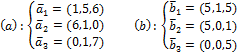 (a): { ā₁ = (1,5,6) (b): { b̄₁ = (5,1,5)
ā₂ = (6,1,0) b̄₂ = (5,0,1)
ā₃ = (0,1,7) b̄₃ = (0,0,5)